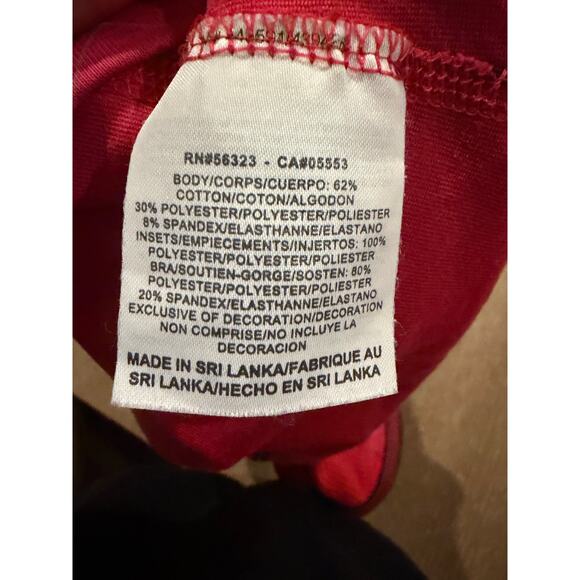 RN#56323 - CA#05553
BODY/CORPS/CUERPO: 62%
COTTON/COTON/ALGODON
30% POLYESTER/POLYESTER/POLIESTER
8% SPANDEX/ELASTHANNE/ELASTANO
INSETS/EMPIECEMENTS/INJERTOS: 100%
POLYESTER/POLYESTER/POLIESTER
BRA/SOUTIEN-GORGE/SOSTEN: 80%
POLYESTER/POLYESTER/POLIESTER
20% SPANDEX/ELASTHANNE/ELASTANO
EXCLUSIVE OF DECORATION/DECORATION
NON COMPRISE/NO INCLUYE LA
DECORACION
MADE IN SRI LANKA/FABRIQUE AU
SRI LANKA/HECHO EN SRI LANKA